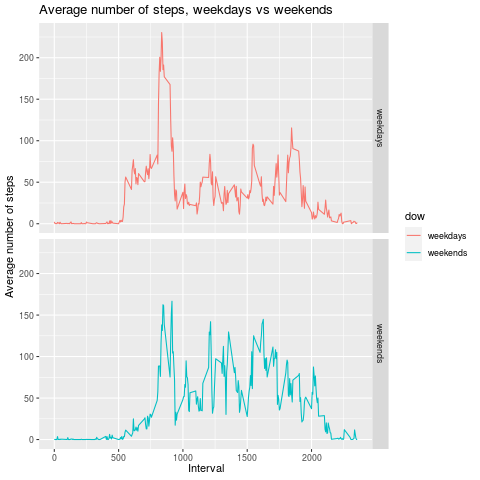 Average number of steps, weekdays vs weekends
Average number of steps
200
150
100
50
0
weekdays
200
150
100
50
0
weekends
0
500
1000
1500
2000
Interval
dow
weekdays
weekends